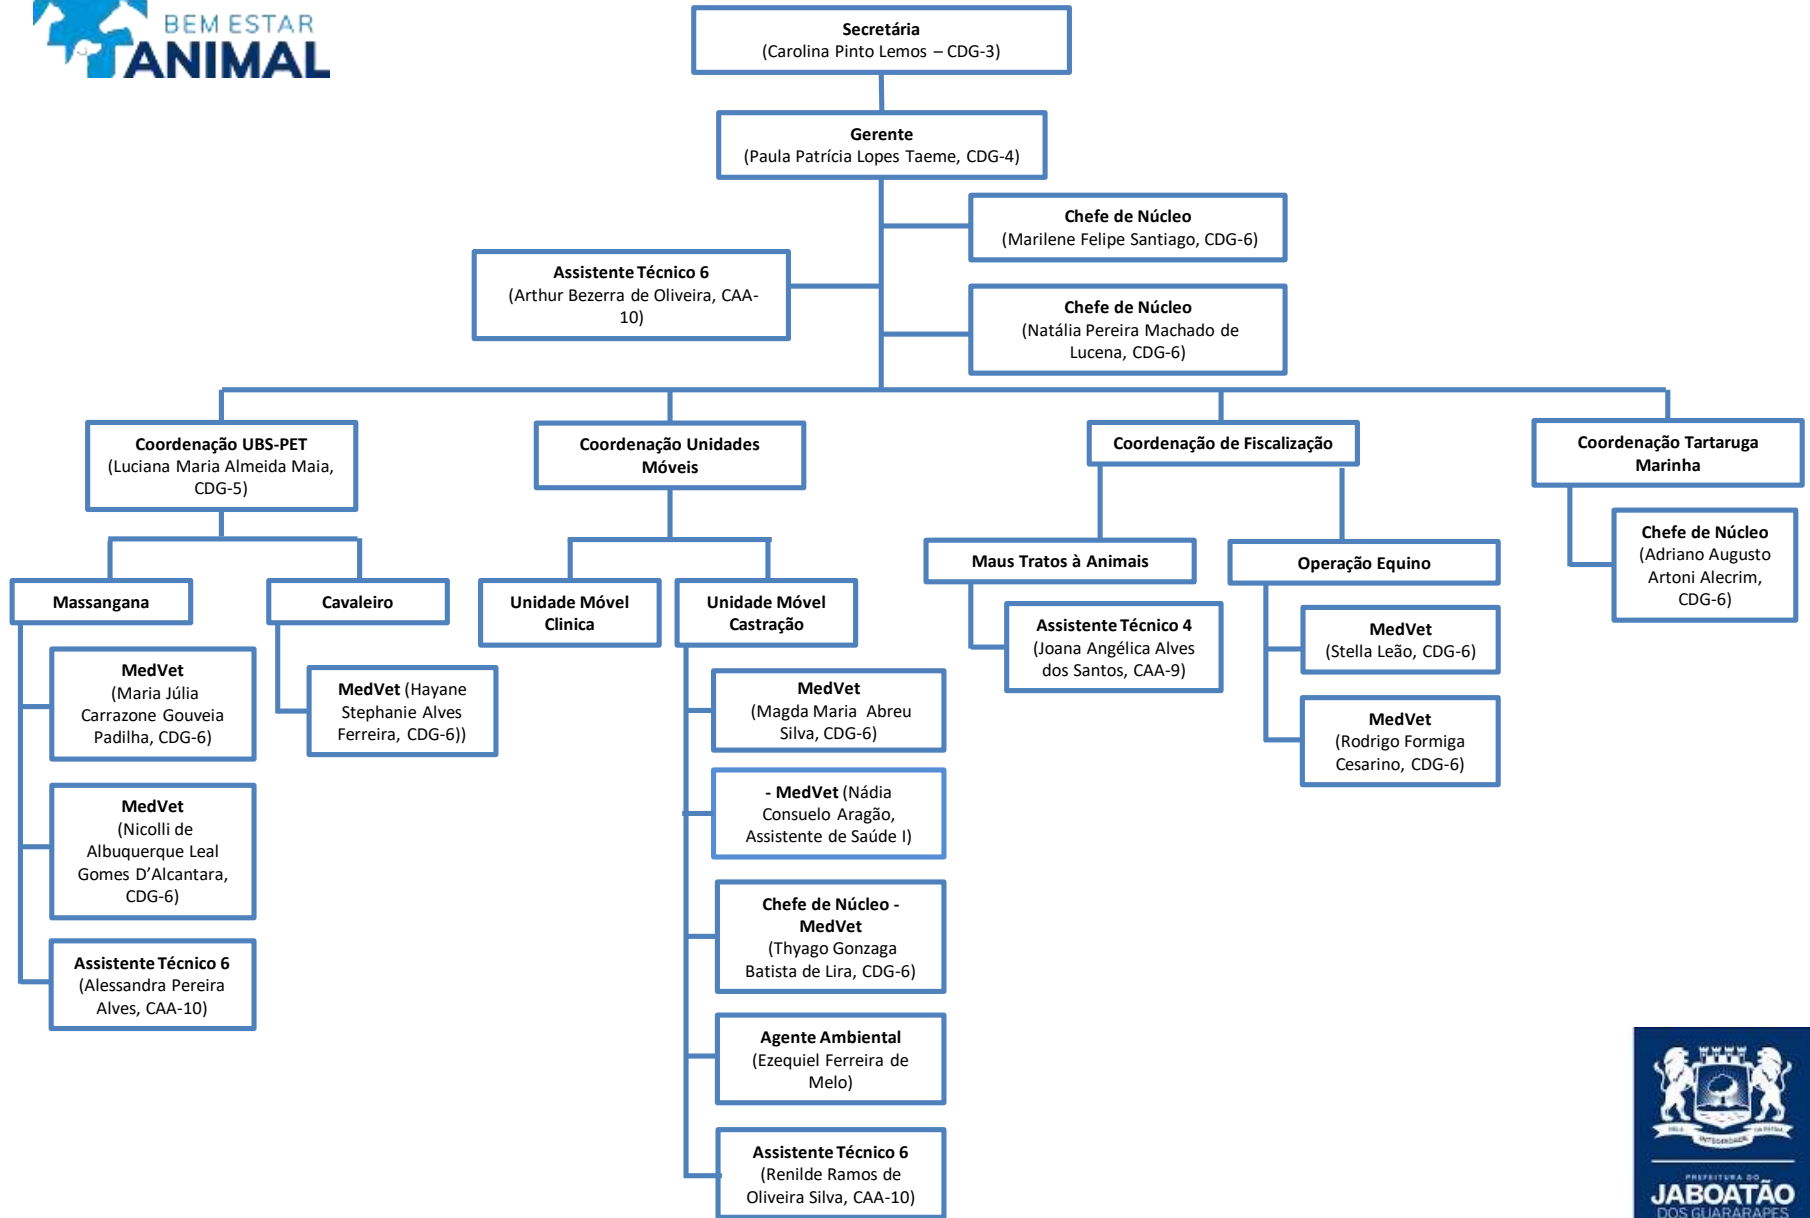 BEM ESTAR
ANIMAL
Secretária
(Carolina Pinto Lemos – CDG-3)
Gerente
(Paula Patrícia Lopes Taeme, CDG-4)
Chefe de Núcleo
(Marilene Felipe Santiago, CDG-6)
Assistente Técnico 6
(Arthur Bezerra de Oliveira, CAA-
10)
Chefe de Núcleo
(Natália Pereira Machado de
Lucena, CDG-6)
Coordenação UBS-PET
(Luciana Maria Almeida Maia,
CDG-5)
Coordenação Unidades
Móveis
Coordenação de Fiscalização
Coordenação Tartaruga
Marinha
Chefe de Núcleo
(Adriano Augusto
Artoni Alecrim,
CDG-6)
Massangana
Cavaleiro
Unidade Móvel
Clinica
Unidade Móvel
Castração
Maus Tratos à Animais
Operação Equino
MedVet
(Maria Júlia
Carrazone Gouveia
Padilha, CDG-6)
MedVet
(Nicolli de
Albuquerque Leal
Gomes D’Alcantara,
CDG-6)
Assistente Técnico 6
(Alessandra Pereira
Alves, CAA-10)
MedVet (Hayane
Stephanie Alves
Ferreira, CDG-6))
MedVet
(Magda Maria Abreu
Silva, CDG-6)
- MedVet (Nádia
Consuelo Aragão,
Assistente de Saúde I)
Chefe de Núcleo -
MedVet
(Thyago Gonzaga
Batista de Lira, CDG-6)
Agente Ambiental
(Ezequiel Ferreira de
Melo)
Assistente Técnico 6
(Renilde Ramos de
Oliveira Silva, CAA-10)
Assistente Técnico 4
(Joana Angélica Alves
dos Santos, CAA-9)
MedVet
(Stella Leão, CDG-6)
MedVet
(Rodrigo Formiga
Cesarino, CDG-6)
INTEGRIDADE
PREFEITURA DO
JABOATÃO
DOS GUARARAPES